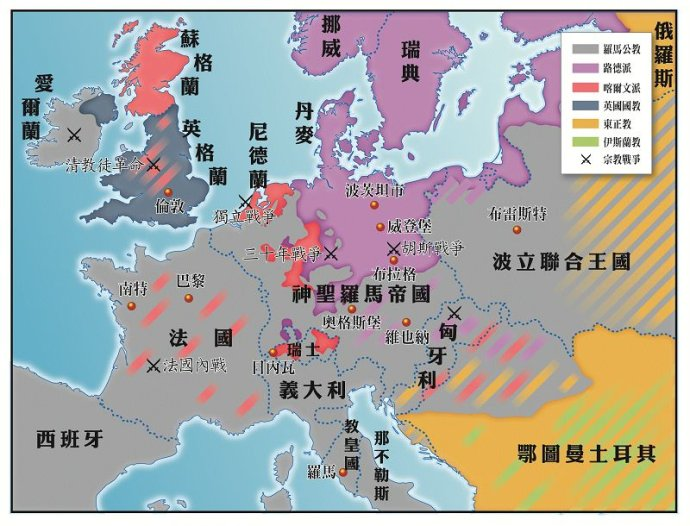 挪威
瑞典
俄羅斯
羅馬公教
路德派
喀爾文派
英國國教
東正教
伊斯蘭教
宗教戰爭
蘇格蘭
愛爾蘭
丹麥
英格蘭
尼德蘭
清教徒革命
倫敦
獨立戰爭
波茨坦市
威登堡
布雷斯特
三十年戰爭
胡斯戰爭
布拉格
波立聯合王國
神聖羅馬帝國
南特
巴黎
奧格斯堡
維也納
匈牙利
法國
瑞士
法國內戰
日內瓦
義大利
西班牙
教皇國
那不勒斯
鄂圖曼土耳其
羅馬